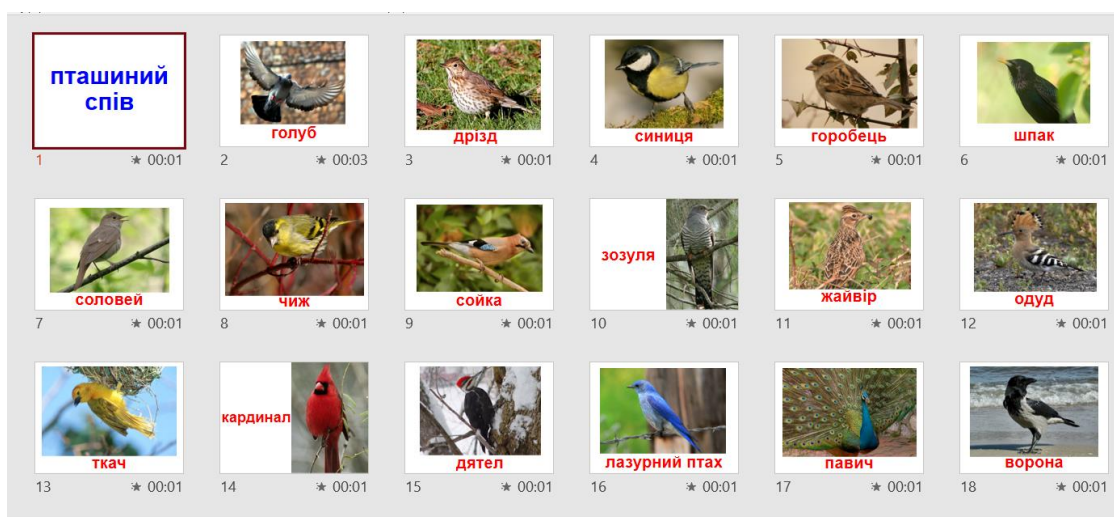 пташиний
спів
1 00:01
голуб
2 00:03
дрізд
3 00:01
синиця
4 00:01
горобець
5 00:01
шпак
6 00:01
соловей
7 00:01
чиж
8 00:01
сойка
9 00:01
зозуля
10 00:01
жайвір
11 00:01
одуд
12 00:01
ткач
13 00:01
кардинал
14 00:01
дятел
15 00:01
лазурний птах
16 00:01
павич
17 00:01
ворона
18 00:01